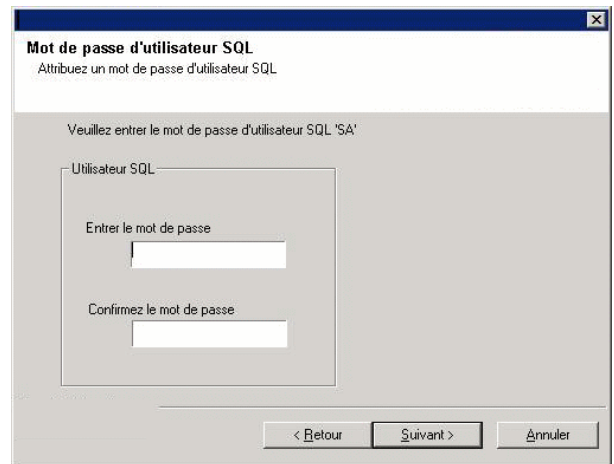 Mot de passe d'utilisateur SQL
Attribuez un mot de passe d'utilisateur SQL
Veuillez entrer le mot de passe d'utilisateur SQL 'SA'
Utilisateur SQL
Entrer le mot de passe
Confirmez le mot de passe
< Retour
Suivant >
Annuler